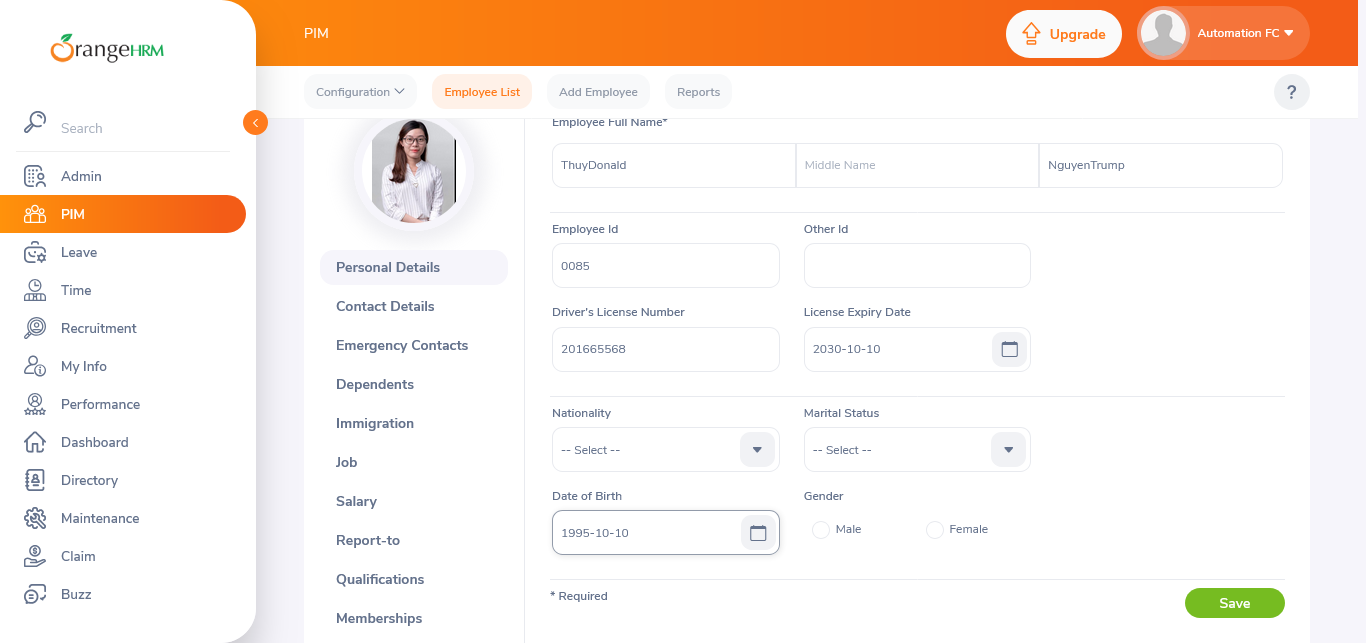 OrangeHRM
PIM
Upgrade
Automation FC
Configuration
Employee List
Add Employee
Reports
?
Search
Admin
PIM
Leave
Time
Recruitment
My Info
Performance
Dashboard
Directory
Maintenance
Claim
Buzz
Personal Details
Contact Details
Emergency Contacts
Dependents
Immigration
Job
Salary
Report-to
Qualifications
Memberships
Employee Full Name*
ThuyDonald
Middle Name
NguyenTrump
Employee Id
Other Id
0085
Driver's License Number
License Expiry Date
201665568
2030-10-10
Nationality
Marital Status
-- Select --
-- Select --
Date of Birth
Gender
1995-10-10
Male
Female
* Required
Save